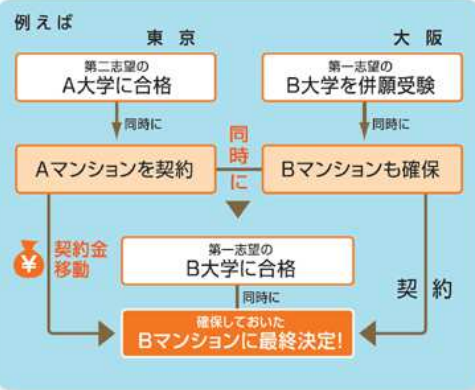 例えば
東京
大阪
第二志望の
A大学に合格
第一志望の
B大学を併願受験
同時に
同時に
Aマンションを契約
同時に
Bマンションも確保
¥
契約金
移動
第一志望の
B大学に合格
契約
同時に
確保しておいた
Bマンションに最終決定!